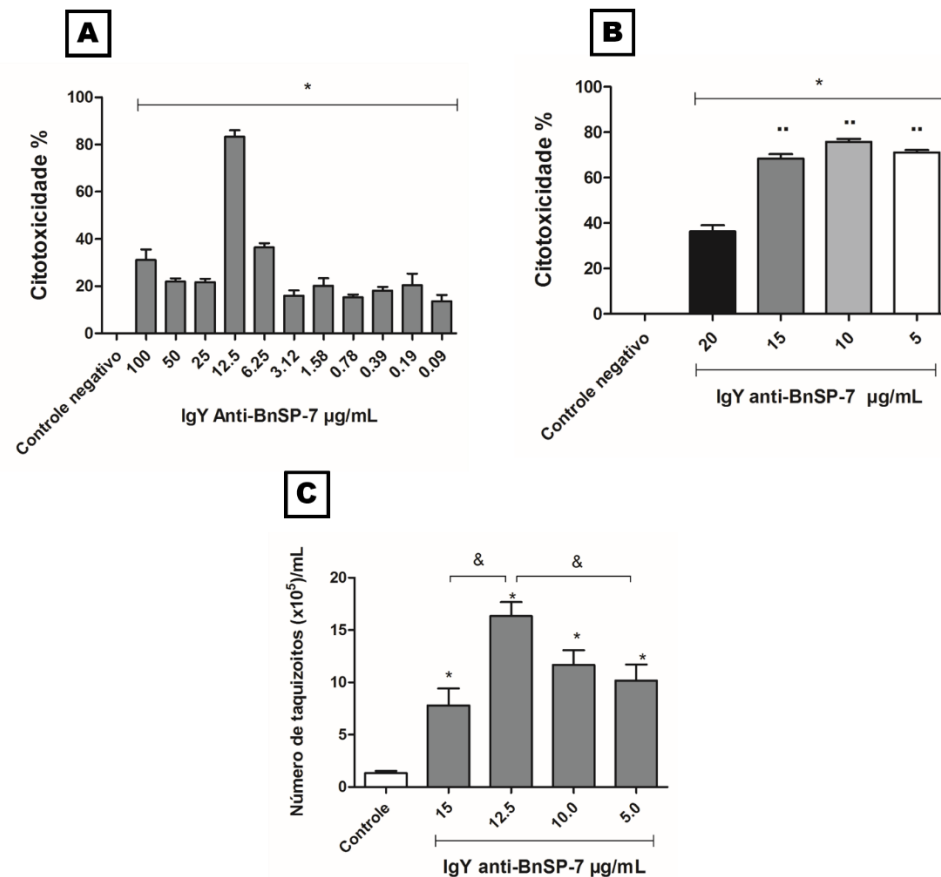 A
*
Citotoxicidade %
100
80
60
40
20
0
Controle negativo
100
50
25
12.5
6.25
3.12
1.58
0.78
0.39
0.19
0.09
IgY Anti-BnSP-7 µg/mL
B
*
Citotoxicidade %
100
80
60
40
20
0
▪▪ ▪▪ ▪▪
Controle negativo
20
15
10
5
IgY anti-BnSP-7 µg/mL
C
Número de taquizoitos (x10⁵)/mL
20
15
10
5
0
& &
* * * *
Controle
15
12.5
10.0
5.0
IgY anti-BnSP-7 µg/mL